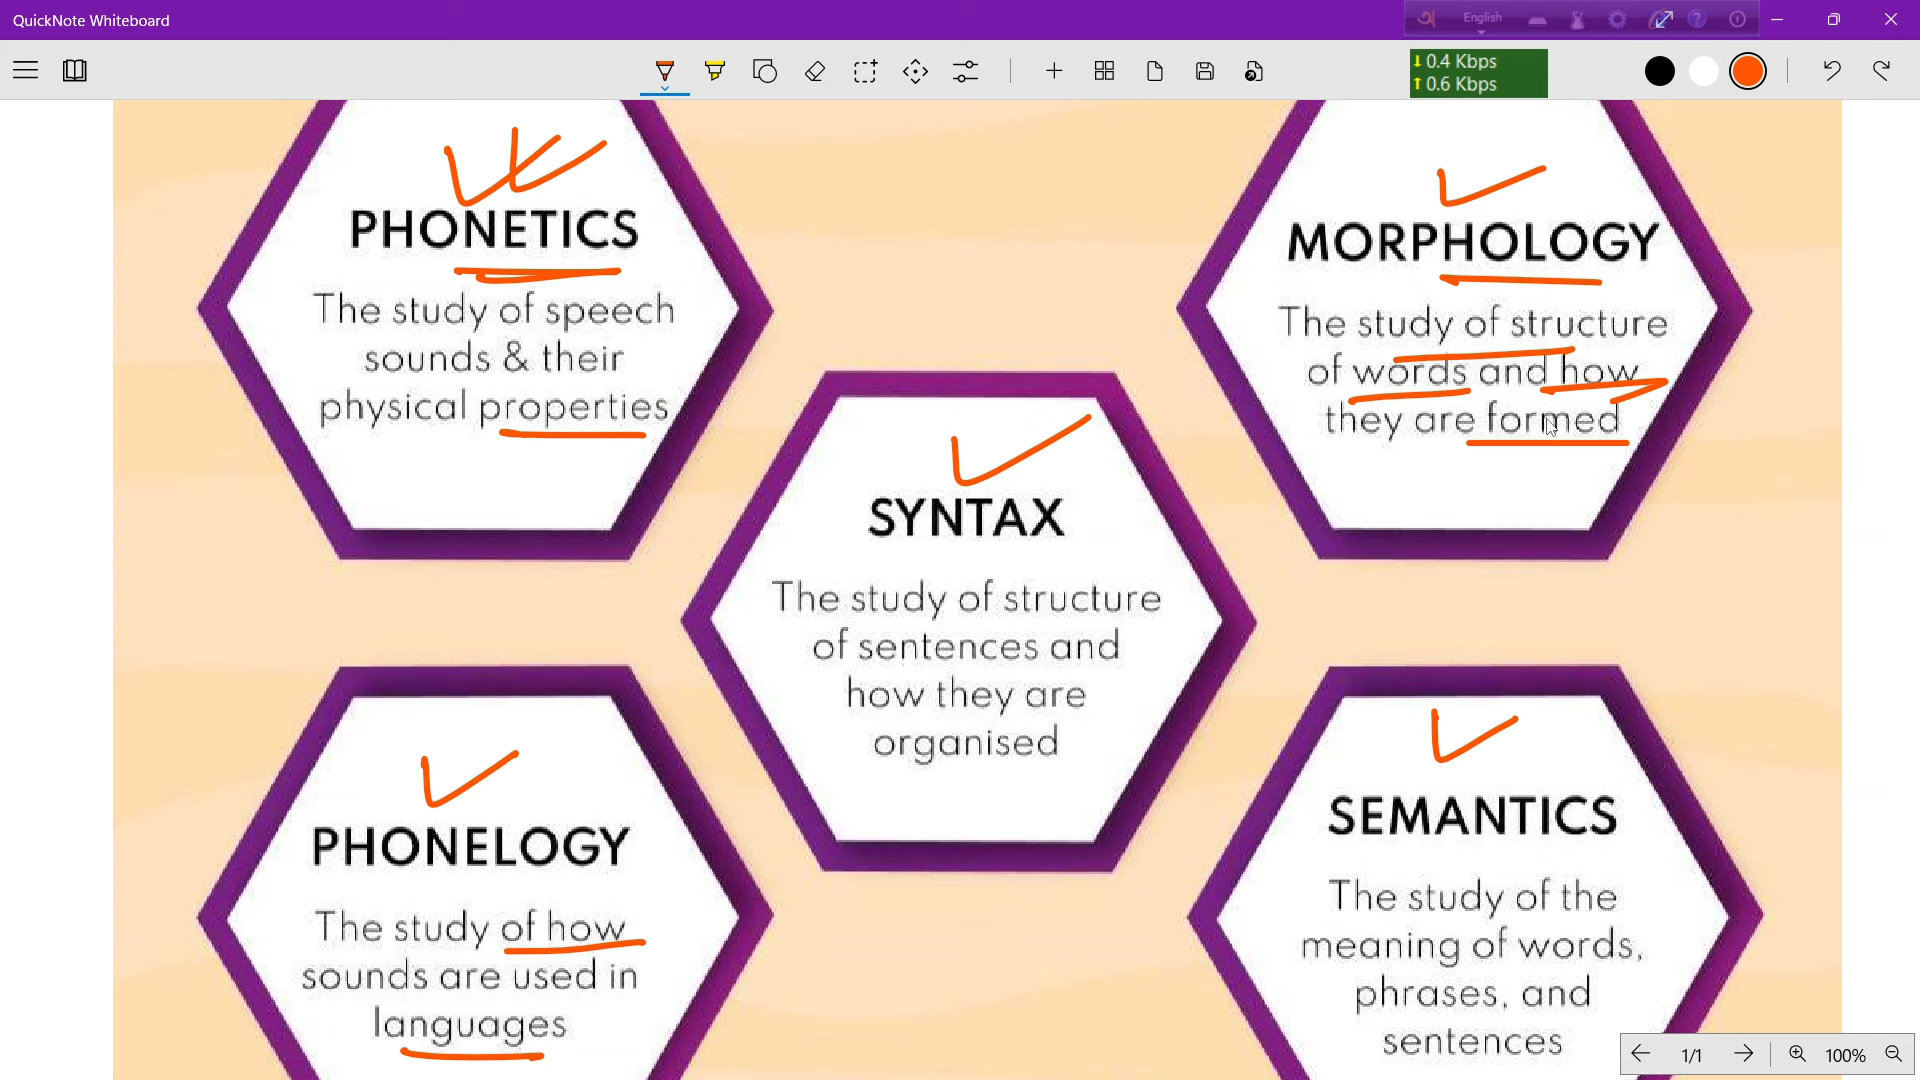 QuickNote Whiteboard
English
0.4 Kbps
0.6 Kbps
PHONETICS
The study of speech
sounds & their
physical properties
MORPHOLOGY
The study of structure
of words and how
they are formed
SYNTAX
The study of structure
of sentences and
how they are
organised
PHONELOGY
The study of how
sounds are used in
languages
SEMANTICS
The study of the
meaning of words,
phrases, and
sentences
1/1
100%